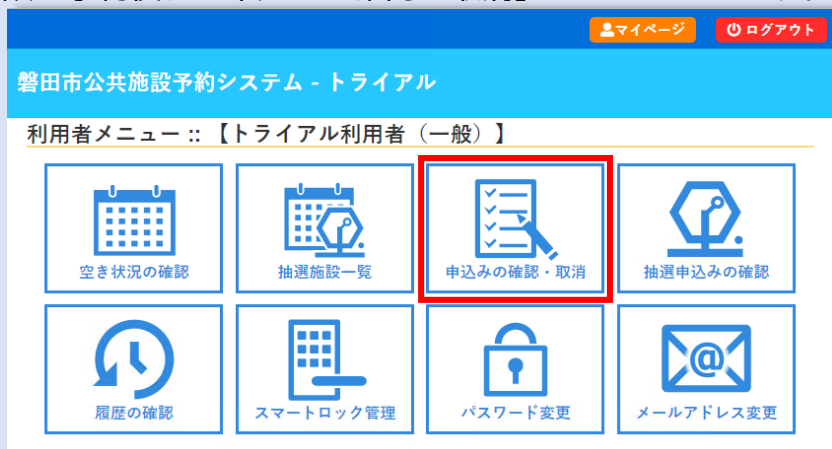 マイページ ログアウト
磐田市公共施設予約システム - トライアル
利用者メニュー :: 【トライアル利用者（一般）】
空き状況の確認 抽選施設一覧 申込みの確認・取消 抽選申込みの確認
履歴の確認 スマートロック管理 パスワード変更 メールアドレス変更